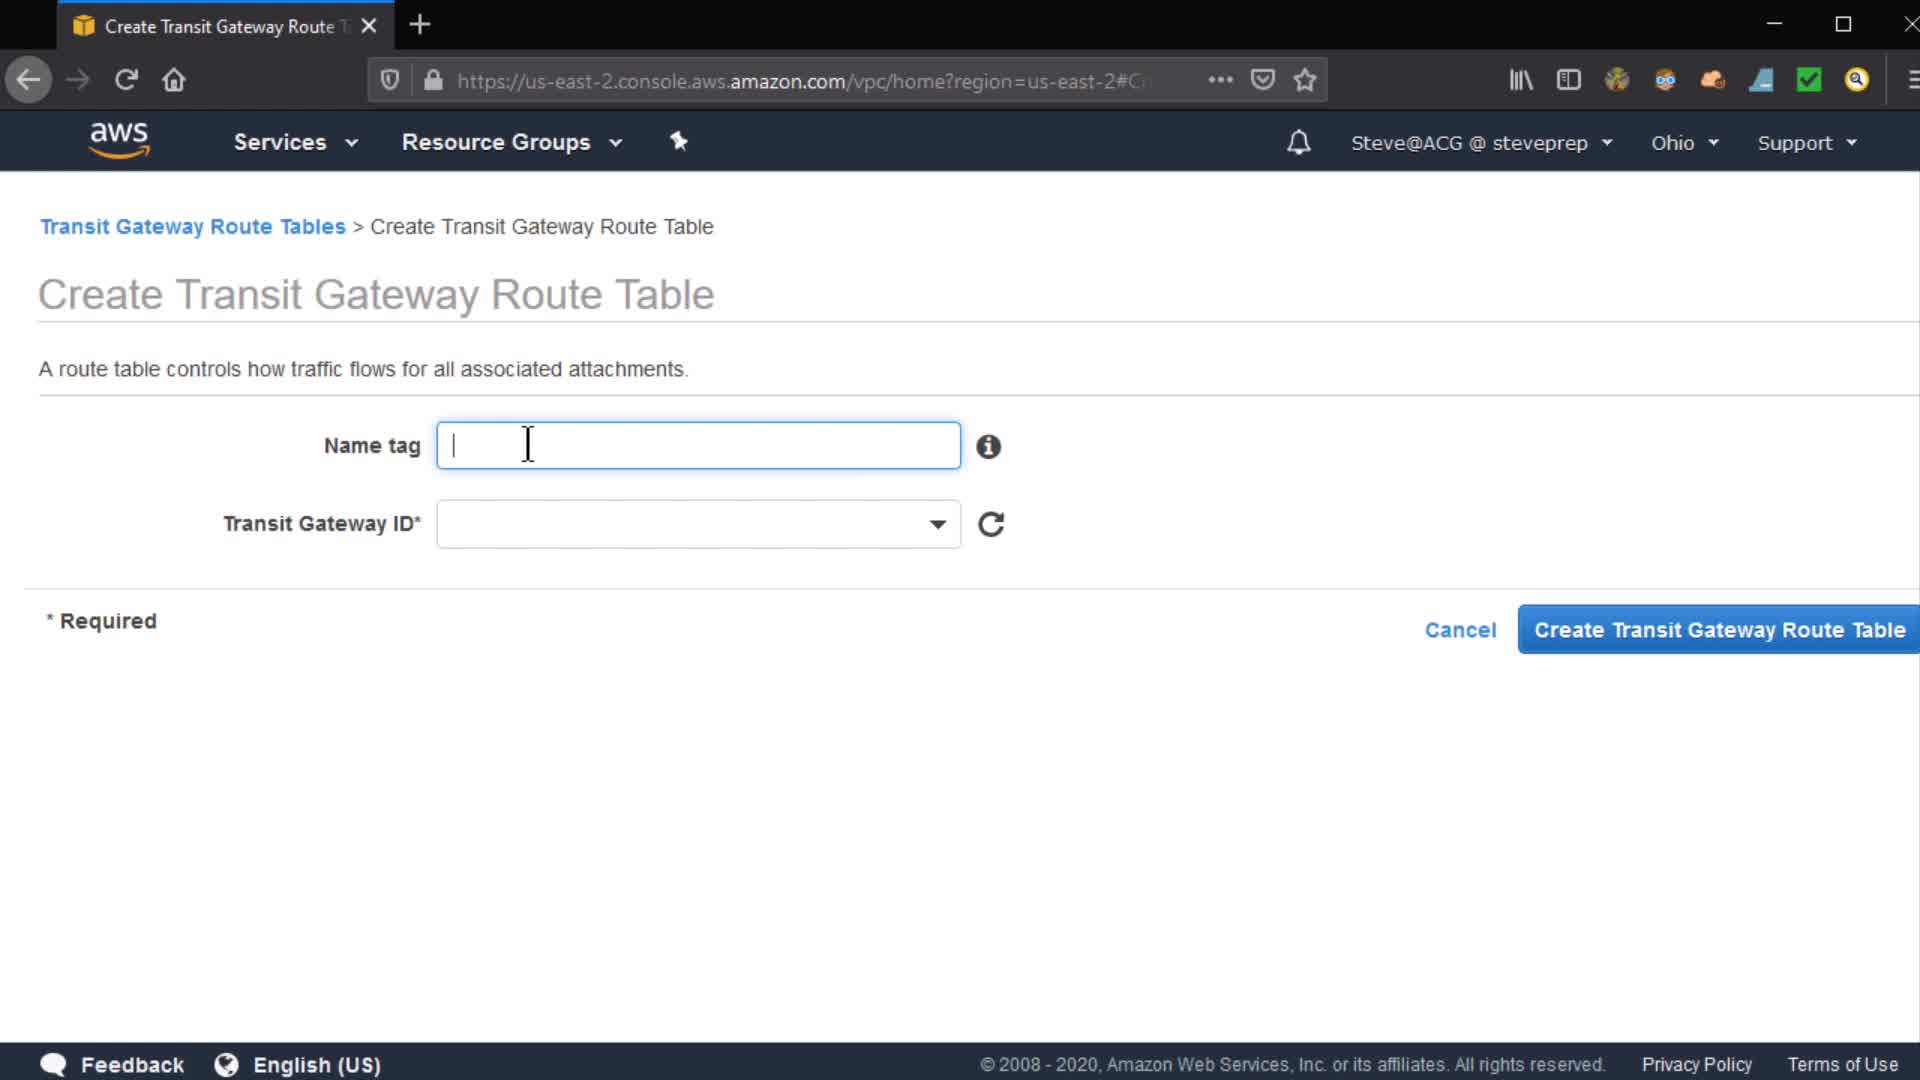 Create Transit Gateway Route T
https://us-east-2.console.aws.amazon.com/vpc/home?region=us-east-2#C
aws
Services
Resource Groups
Steve@ACG @ steveprep
Ohio
Support
Transit Gateway Route Tables > Create Transit Gateway Route Table
Create Transit Gateway Route Table
A route table controls how traffic flows for all associated attachments.
Name tag
Transit Gateway ID*
* Required
Cancel
Create Transit Gateway Route Table
Feedback
English (US)
© 2008 - 2020, Amazon Web Services, Inc. or its affiliates. All rights reserved.
Privacy Policy
Terms of Use